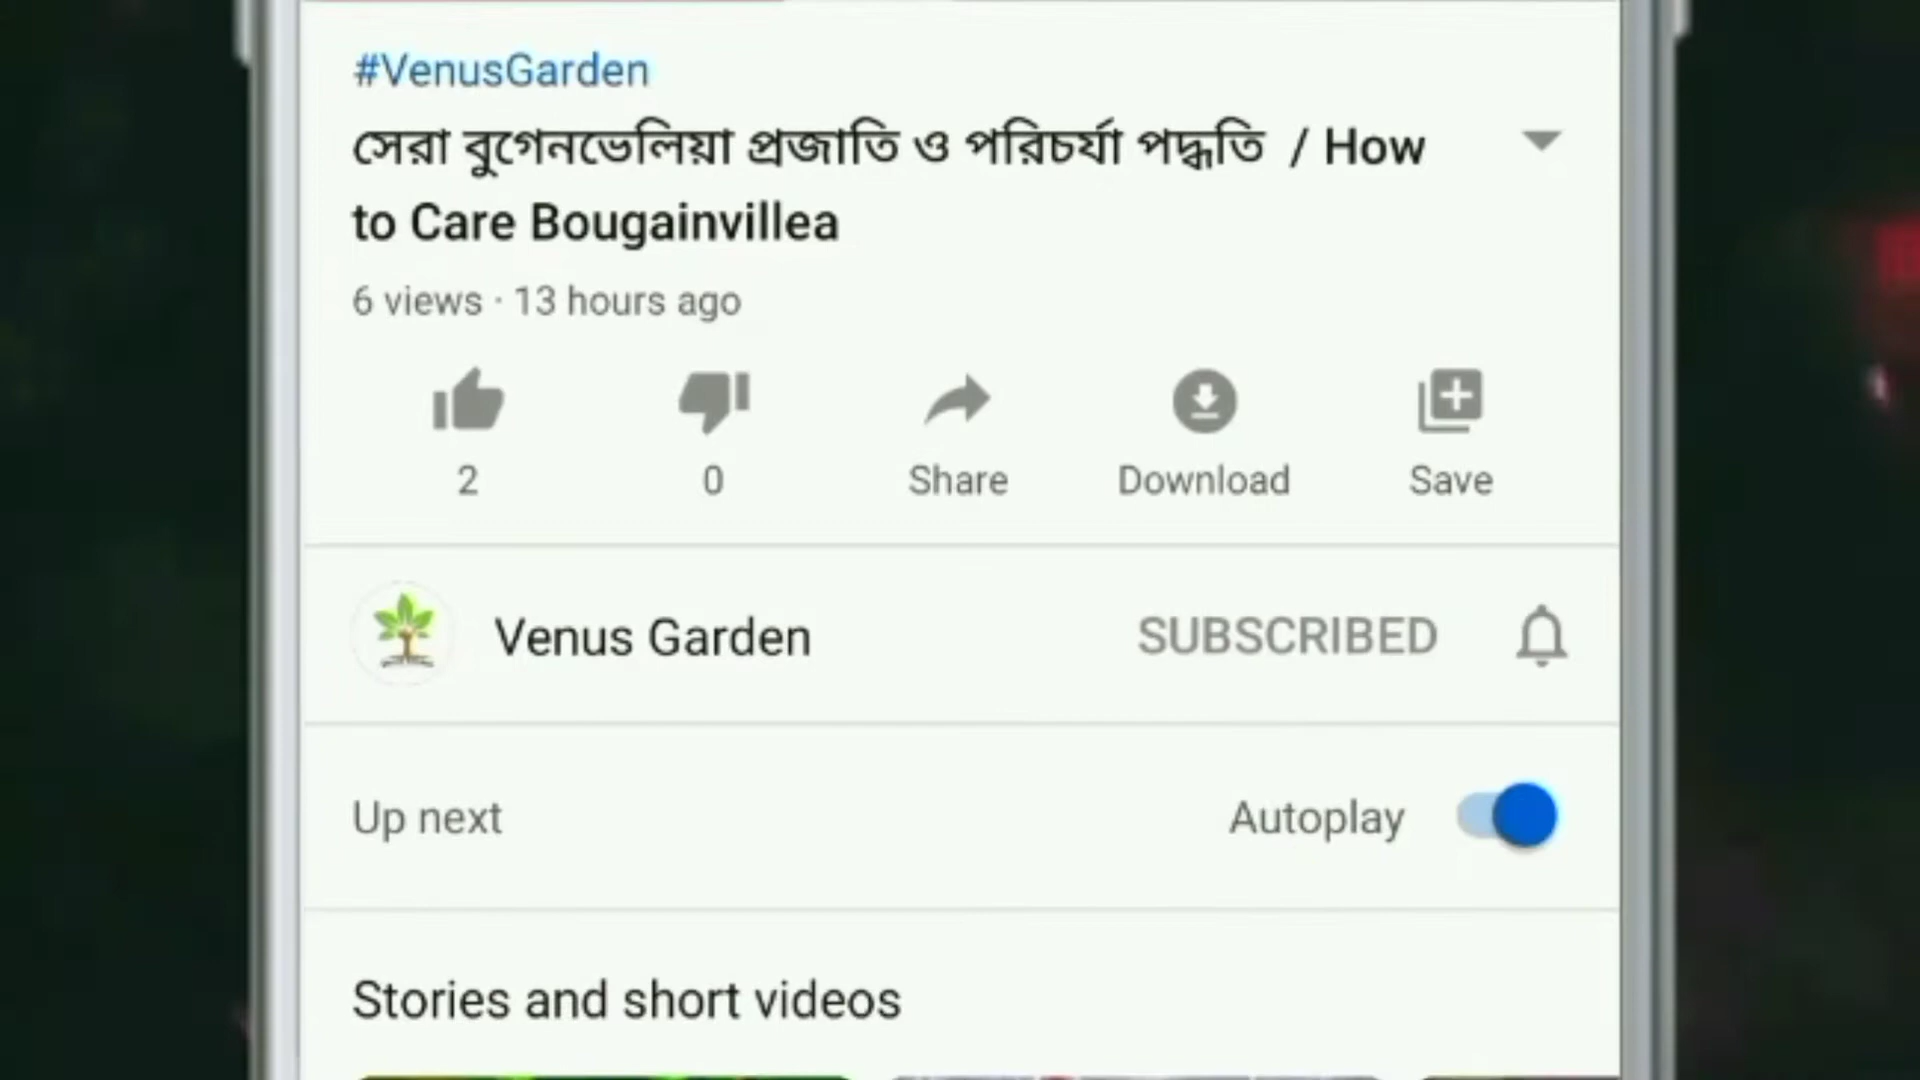 #VenusGarden
সেরা বুগেনভেলিয়া প্রজাতি ও পরিচর্যা পদ্ধতি / How
to Care Bougainvillea
6 views · 13 hours ago
2
0
Share
Download
Save
Venus Garden
SUBSCRIBED
Up next
Autoplay
Stories and short videos